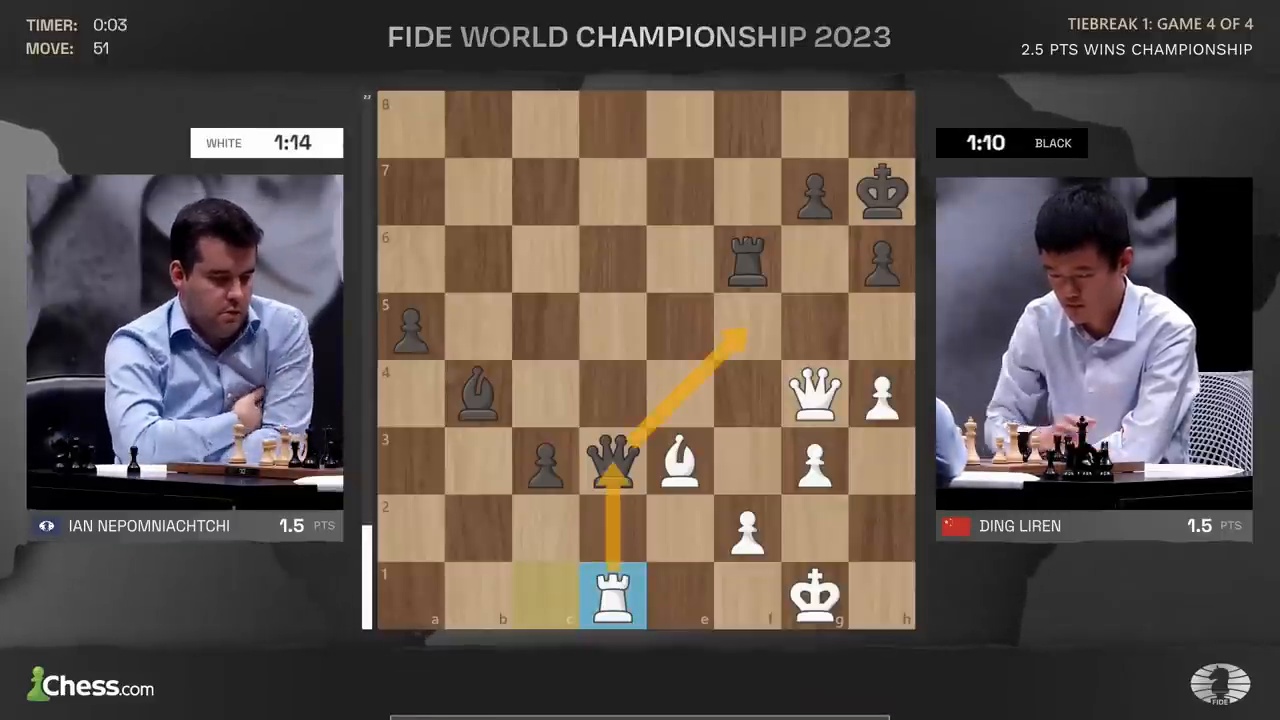 TIMER: 0:03
MOVE: 51
FIDE WORLD CHAMPIONSHIP 2023
TIEBREAK 1: GAME 4 OF 4
2.5 PTS WINS CHAMPIONSHIP
WHITE 1:14
1:10 BLACK
8
7
6
5
4
3
2
1
a b c e f g h
IAN NEPOMNIACHTCHI 1.5 PTS
DING LIREN 1.5 PTS
Chess.com
FIDE